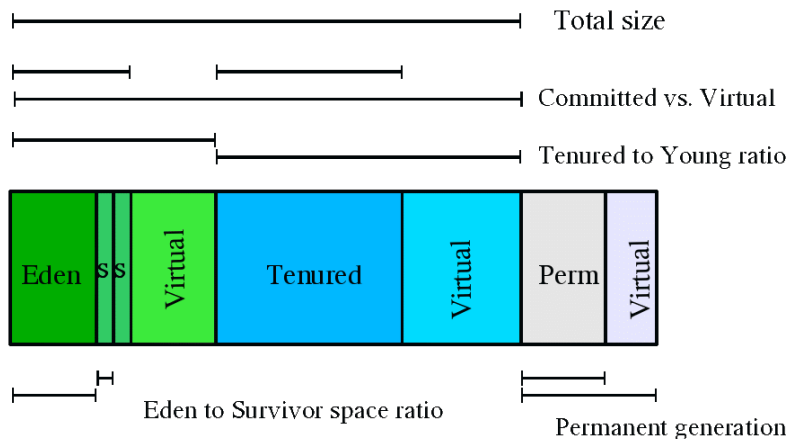 Total size
Committed vs. Virtual
Tenured to Young ratio
Eden
S
S
Virtual
Tenured
Virtual
Perm
Virtual
Eden to Survivor space ratio
Permanent generation